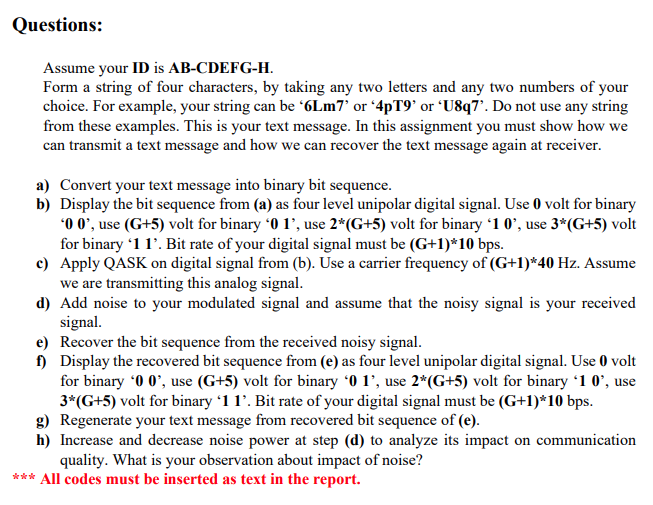 Questions:
Assume your ID is AB-CDEFG-H.
Form a string of four characters, by taking any two letters and any two numbers of your
choice. For example, your string can be ‘6Lm7’ or ‘4pT9’ or ‘U8q7’. Do not use any string
from these examples. This is your text message. In this assignment you must show how we
can transmit a text message and how we can recover the text message again at receiver.
a) Convert your text message into binary bit sequence.
b) Display the bit sequence from (a) as four level unipolar digital signal. Use 0 volt for binary
‘0 0’, use (G+5) volt for binary ‘0 1’, use 2*(G+5) volt for binary ‘1 0’, use 3*(G+5) volt
for binary ‘1 1’. Bit rate of your digital signal must be (G+1)*10 bps.
c) Apply QASK on digital signal from (b). Use a carrier frequency of (G+1)*40 Hz. Assume
we are transmitting this analog signal.
d) Add noise to your modulated signal and assume that the noisy signal is your received
signal.
e) Recover the bit sequence from the received noisy signal.
f) Display the recovered bit sequence from (e) as four level unipolar digital signal. Use 0 volt
for binary ‘0 0’, use (G+5) volt for binary ‘0 1’, use 2*(G+5) volt for binary ‘1 0’, use
3*(G+5) volt for binary ‘1 1’. Bit rate of your digital signal must be (G+1)*10 bps.
g) Regenerate your text message from recovered bit sequence of (e).
h) Increase and decrease noise power at step (d) to analyze its impact on communication
quality. What is your observation about impact of noise?
*** All codes must be inserted as text in the report.